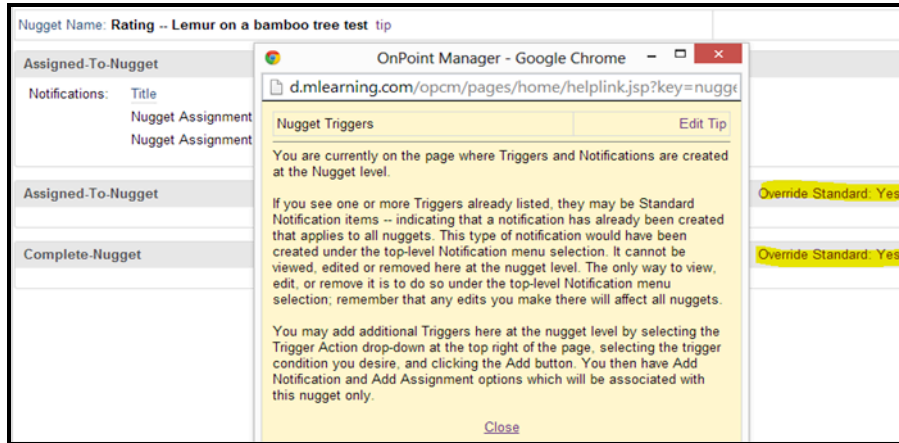 Nugget Name: Rating -- Lemur on a bamboo tree test tip
OnPoint Manager - Google Chrome
Assigned-To-Nugget
d.mlearning.com/opcm/pages/home/helplink.jsp?key=nugge
Notifications: Title
Nugget Assignment
Nugget Assignment
Nugget Triggers Edit Tip
You are currently on the page where Triggers and Notifications are created
at the Nugget level.
If you see one or more Triggers already listed, they may be Standard
Notification items -- indicating that a notification has already been created
that applies to all nuggets. This type of notification would have been
created under the top-level Notification menu selection. It cannot be
viewed, edited or removed here at the nugget level. The only way to view,
edit, or remove it is to do so under the top-level Notification menu
selection; remember that any edits you make there will affect all nuggets.
You may add additional Triggers here at the nugget level by selecting the
Trigger Action drop-down at the top right of the page, selecting the trigger
condition you desire, and clicking the Add button. You then have Add
Notification and Add Assignment options which will be associated with
this nugget only.
Close
Assigned-To-Nugget Override Standard: Yes
Complete-Nugget Override Standard: Yes